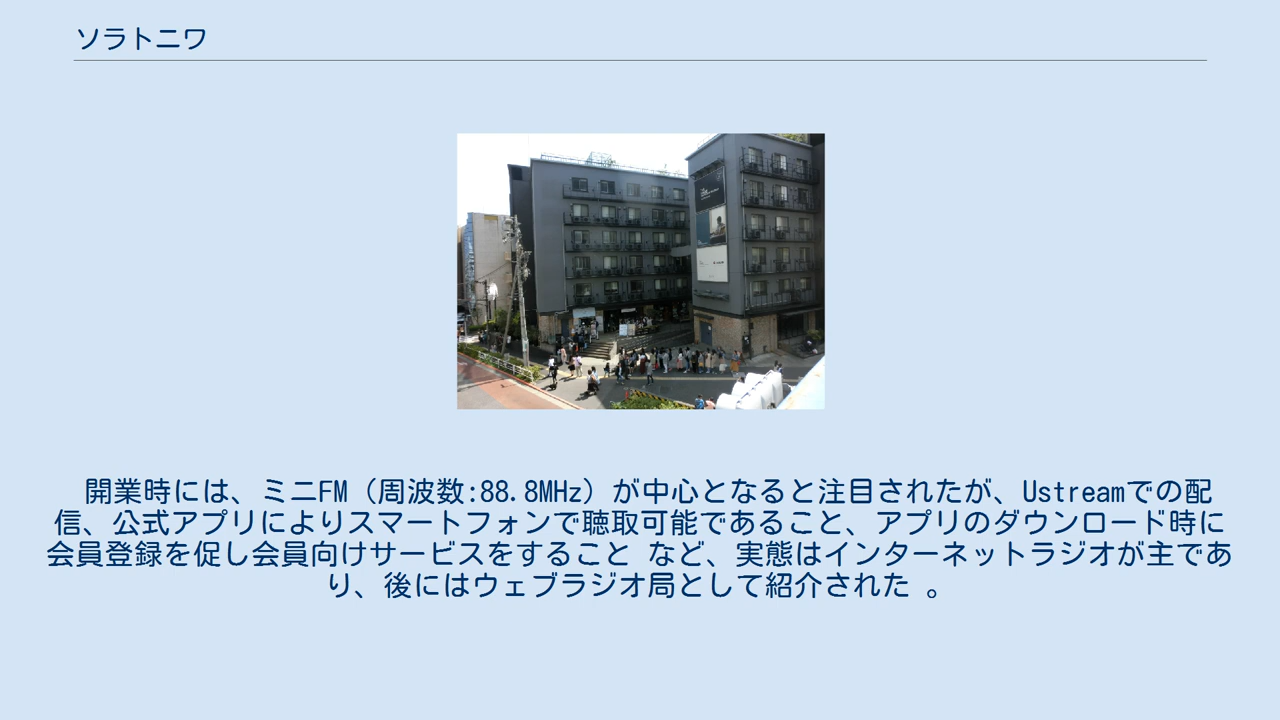 ソラトニワ
開業時には、ミニFM（周波数:88.8MHz）が中心となると注目されたが、Ustreamでの配
信、公式アプリによりスマートフォンで聴取可能であること、アプリのダウンロード時に
会員登録を促し会員向けサービスをすること など、実態はインターネットラジオが主であ
り、後にはウェブラジオ局として紹介された 。